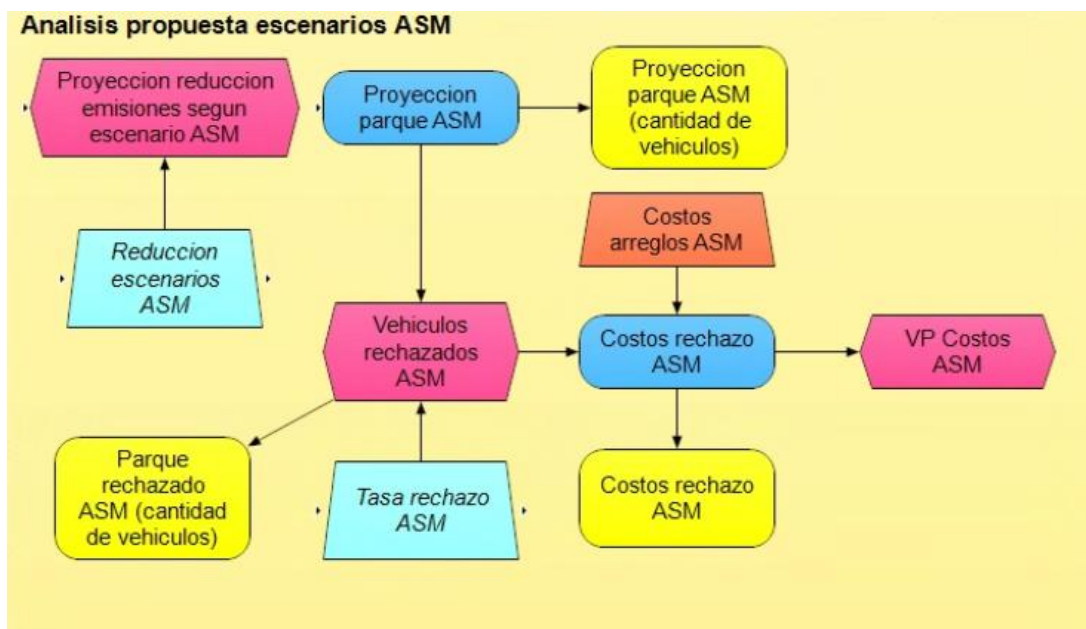 Analisis propuesta escenarios ASM
Proyeccion reduccion
emisiones segun
escenario ASM
Proyeccion
parque ASM
Proyeccion
parque ASM
(cantidad de
vehiculos)
Reduccion
escenarios
ASM
Costos
arreglos ASM
Vehiculos
rechazados
ASM
Costos rechazo
ASM
VP Costos
ASM
Parque
rechazado
ASM (cantidad
de vehiculos)
Tasa rechazo
ASM
Costos rechazo
ASM